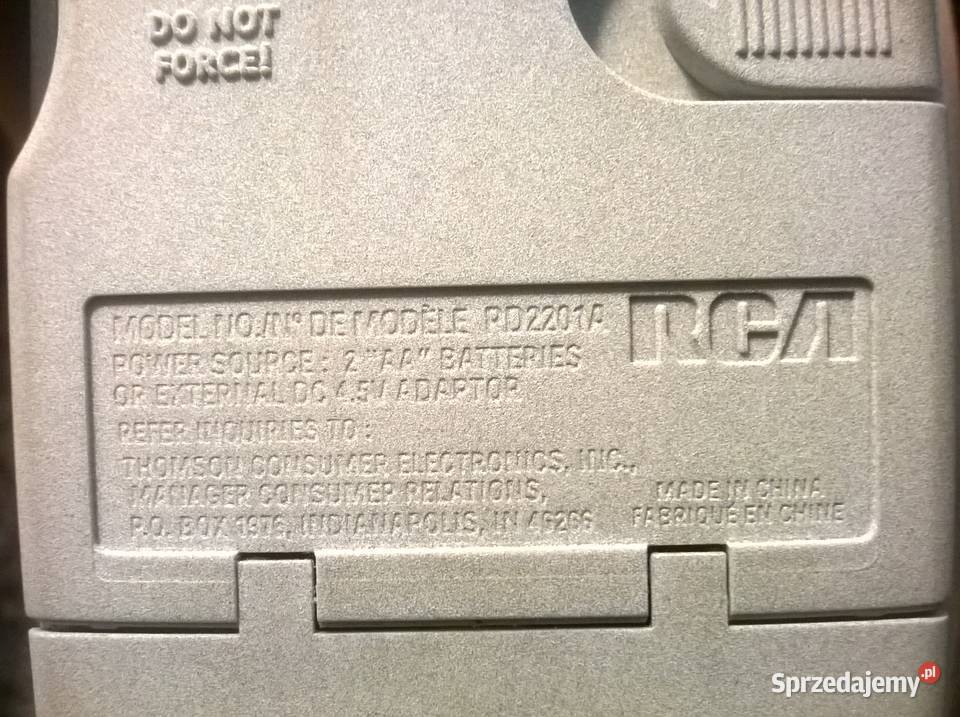 DO NOT
FORCE!
MODEL NO./N° DE MODÈLE PD2201A
RCA
POWER SOURCE: 2 "AA" BATTERIES
OR EXTERNAL DC 4.5V ADAPTOR
REFER INQUIRIES TO:
THOMSON CONSUMER ELECTRONICS, INC.,
MANAGER CONSUMER RELATIONS,
P.O. BOX 1976, INDIANAPOLIS, IN 46266
MADE IN CHINA
FABRIQUÉ EN CHINE
Sprzedajemy.pl